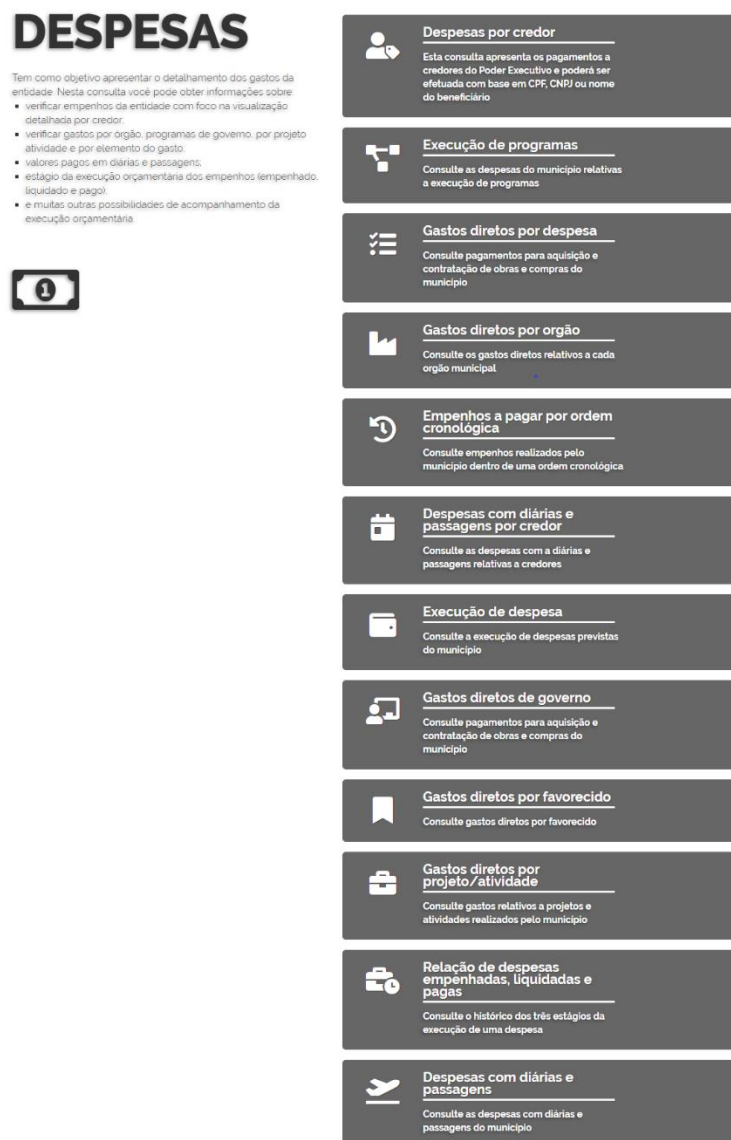 DESPESAS
Tem como objetivo apresentar o detalhamento dos gastos da
entidade. Nesta consulta você pode obter informações sobre
verificar empenhos da entidade com foco na visualização
detalhada por credor;
verificar gastos por órgão, programas de governo, por projeto
atividade e por elemento do gasto;
valores pagos em diárias e passagens;
estágio da execução orçamentária dos empenhos (empenhado,
liquidado e pago);
e muitas outras possibilidades de acompanhamento da
execução orçamentária.
1
Despesas por credor
Esta consulta apresenta os pagamentos a
credores do Poder Executivo e poderá ser
efetuada com base em CPF, CNPJ ou nome
do beneficiário
Execução de programas
Consulte as despesas do município relativas
a execução de programas
Gastos diretos por despesa
Consulte pagamentos para aquisição e
contratação de obras e compras do
município
Gastos diretos por orgão
Consulte os gastos diretos relativos a cada
orgão municipal
Empenhos a pagar por ordem
cronológica
Consulte empenhos realizados pelo
município dentro de uma ordem cronológica
Despesas com diárias e
passagens por credor
Consulte as despesas com a diárias e
passagens relativas a credores
Execução de despesa
Consulte a execução de despesas previstas
do município
Gastos diretos de governo
Consulte pagamentos para aquisição e
contratação de obras e compras do
município
Gastos diretos por favorecido
Consulte gastos diretos por favorecido
Gastos diretos por
projeto/atividade
Consulte gastos relativos a projetos e
atividades realizados pelo município
Relação de despesas
empenhadas, liquidadas e
pagas
Consulte o histórico dos três estágios da
execução de uma despesa
Despesas com diárias e
passagens
Consulte as despesas com diárias e
passagens do município